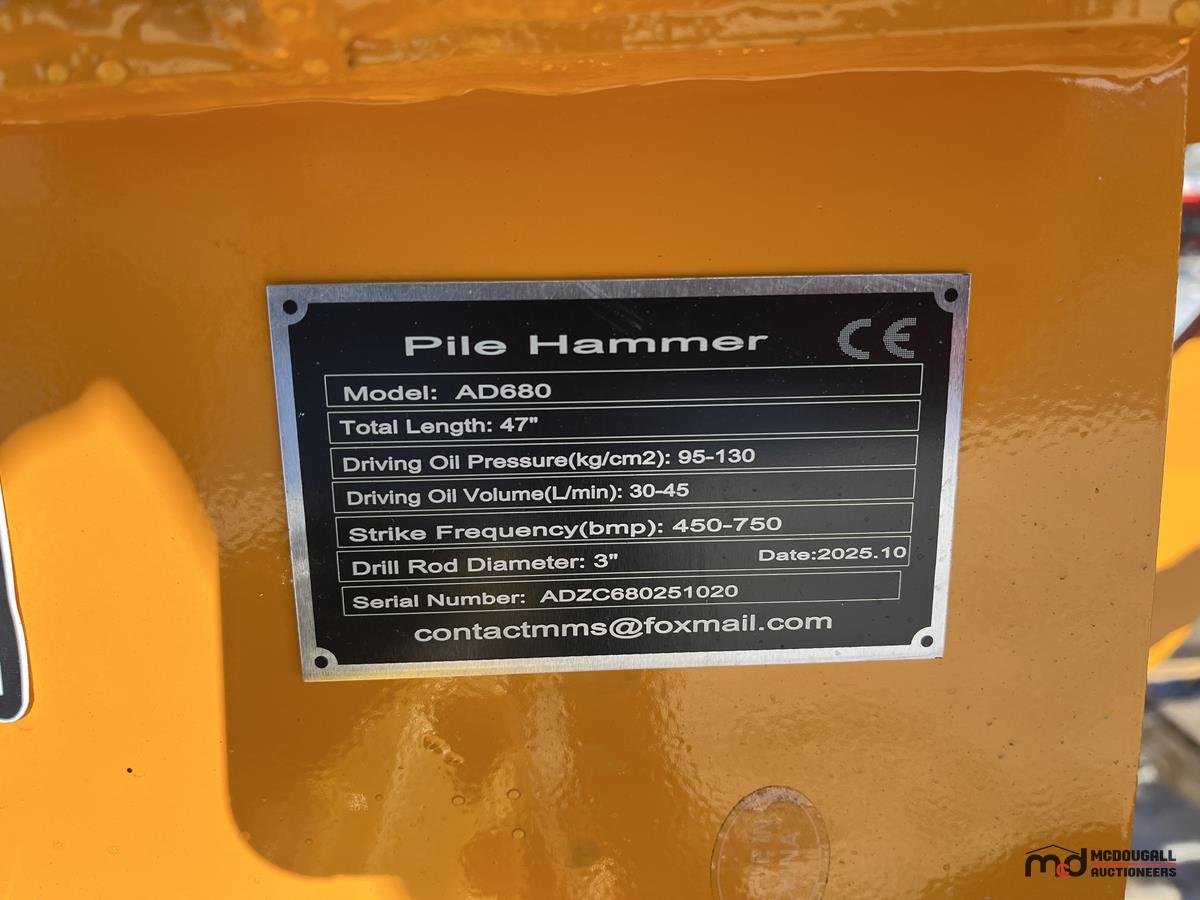 Pile Hammer CE
Model: AD680
Total Length: 47"
Driving Oil Pressure(kg/cm2): 95-130
Driving Oil Volume(L/min): 30-45
Strike Frequency(bmp): 450-750
Drill Rod Diameter: 3" Date:2025.10
Serial Number: ADZC680251020
contactmms@foxmail.com
mcd MCDOUGALL
AUCTIONEERS